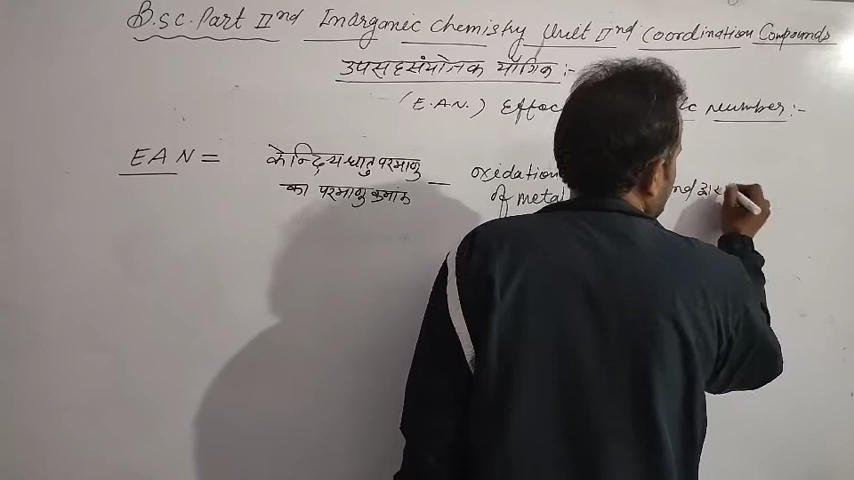 B.Sc. Part IInd Inorganic Chemistry Unit IInd Coordination Compounds
उपसहसंयोजक यौगिक :-
(E.A.N.) Effec number :-
EAN = केन्द्रिय धातु परमाणु - oxidation
का परमाणु क्रमांक of metal